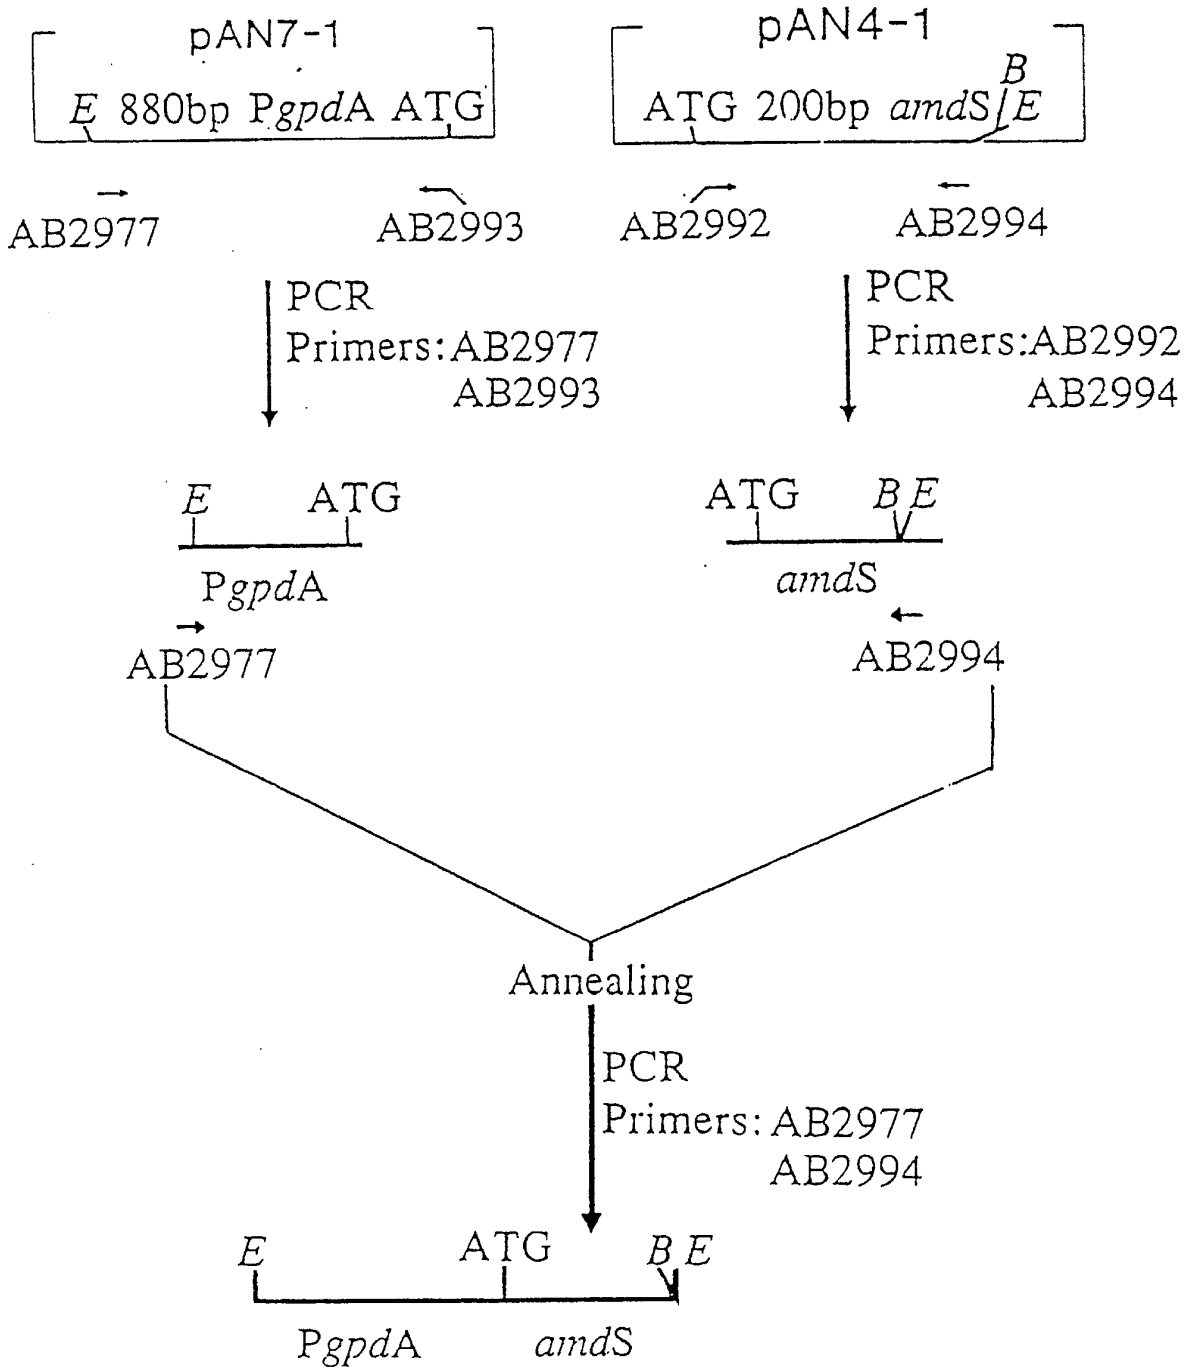 pAN7-1
E 880bp PgpdA ATG
AB2977
AB2993
PCR
Primers: AB2977
AB2993
pAN4-1
B
ATG 200bp amdS E
AB2992
AB2994
PCR
Primers: AB2992
AB2994
E ATG
PgpdA
AB2977
ATG B E
amdS
AB2994
Annealing
PCR
Primers: AB2977
AB2994
E ATG B E
PgpdA amdS